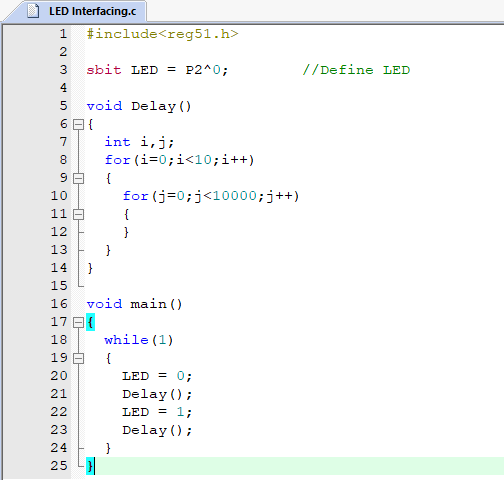 LED Interfacing.c
1 #include<reg51.h>
2
3 sbit LED = P2^0;        //Define LED
4
5 void Delay()
6 {
7   int i,j;
8   for(i=0;i<10;i++)
9   {
10     for(j=0;j<10000;j++)
11     {
12     }
13   }
14 }
15
16 void main()
17 {
18   while(1)
19   {
20     LED = 0;
21     Delay();
22     LED = 1;
23     Delay();
24   }
25 }